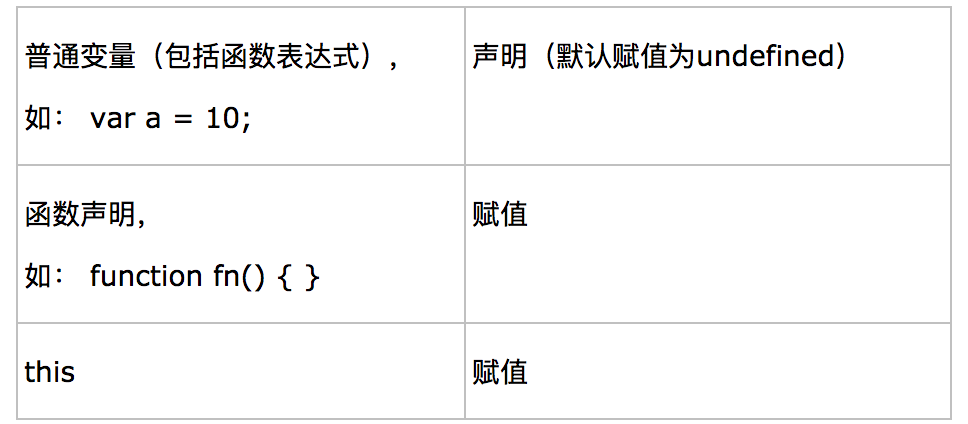 普通变量（包括函数表达式），
如： var a = 10;
声明（默认赋值为undefined）
函数声明，
如： function fn() { }
赋值
this
赋值